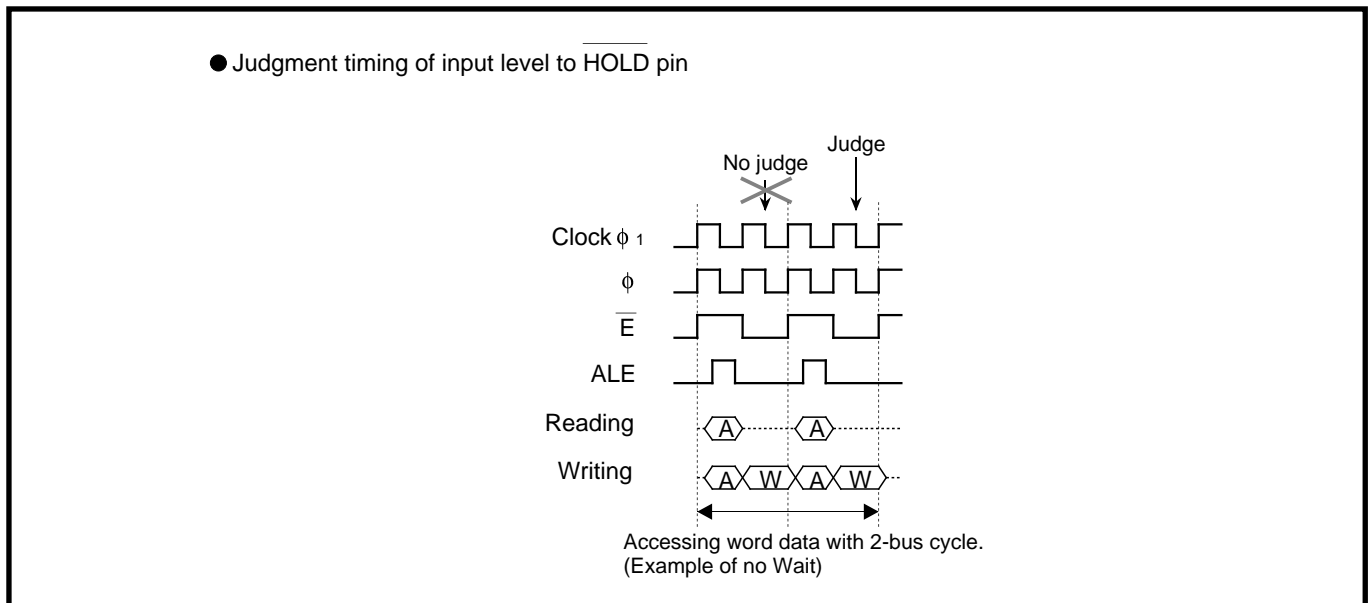 ● Judgment timing of input level to HOLD pin
Judge
No judge
Clock ϕ 1
ϕ
E
ALE
Reading
A A
Writing
A W A W
Accessing word data with 2-bus cycle.
(Example of no Wait)